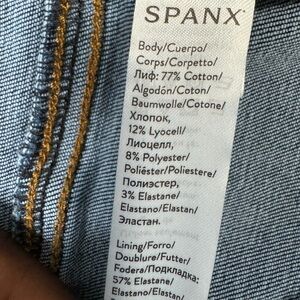 SPANX
Body/Cuerpo/
Corps/Corpetto/
Лиф: 77% Cotton/
Algodón/Coton/
Baumwolle/Cotone/
Хлопок,
12% Lyocell/
Лиоцелл,
8% Polyester/
Poliéster/Poliestere/
Полиэстер,
3% Elastane/
Elastano/Elastan/
Эластан.
Lining/Forro/
Doublure/Futter/
Fodera/Подкладка:
57% Elastane/
Elastano/Elastan/